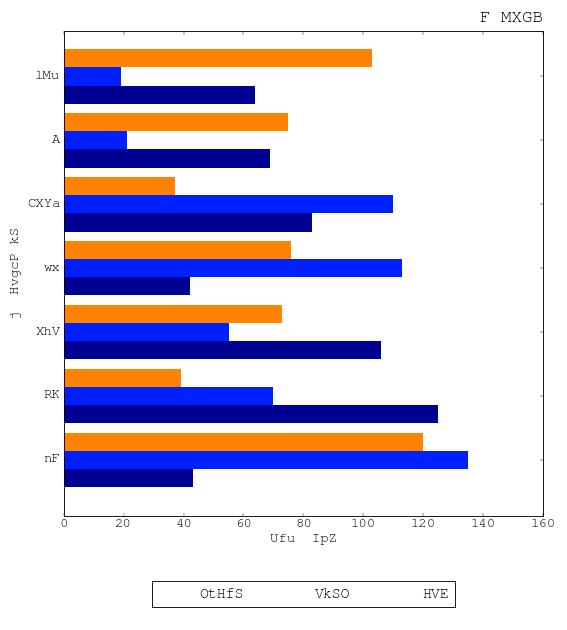 F MXGB
lMu
A
CXYa
wx
XhV
RK
nF
j HvgcP kS
0 20 40 60 80 100 120 140 160
Ufu IpZ
OtHfS VkSO HVE